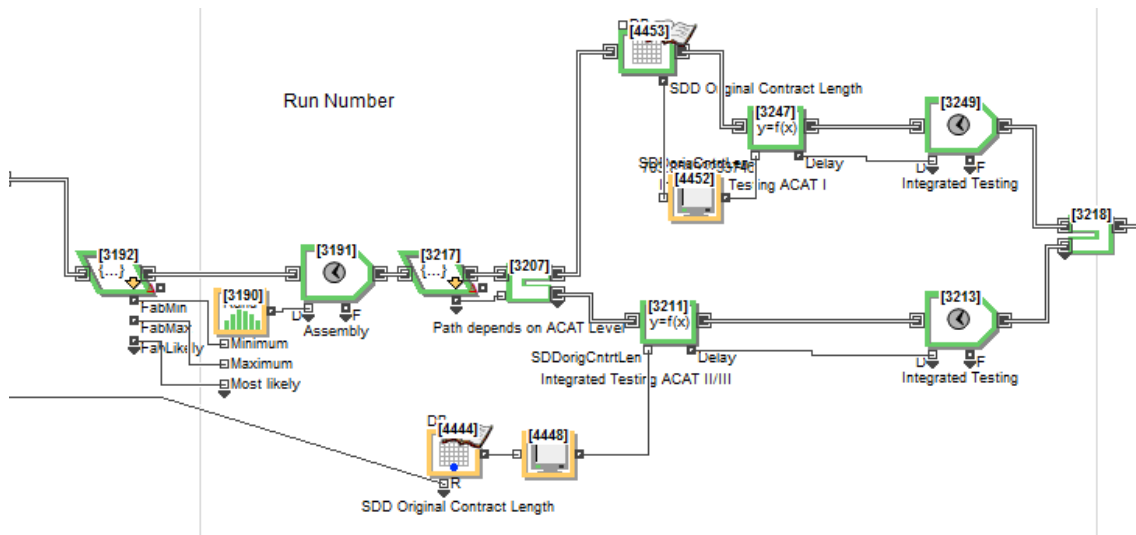 [4453]
Run Number
SDD Original Contract Length
[3247]
y=f(x)
[3249]
Delay
D
F
[4452]
Testing ACAT I
Integrated Testing
[3218]
[3192]
{...}
[3191]
[3217]
{...}
[3207]
[3190]
D
F
Assembly
Path depends on ACAT Level
[3211]
y=f(x)
[3213]
FabMin
FabMax
FabLikely
Minimum
Maximum
Most likely
SDDorigCntrtLen
Delay
D
F
Integrated Testing ACAT II/III
Integrated Testing
[4444]
[4448]
R
SDD Original Contract Length